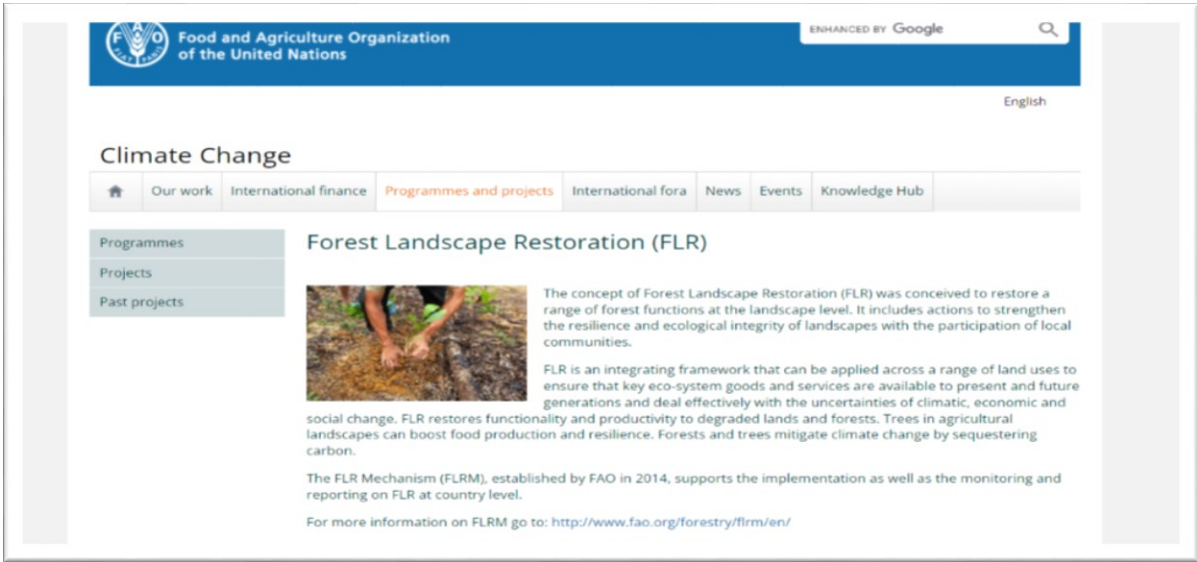 Food and Agriculture Organization
of the United Nations
ENHANCED BY Google
English
Climate Change
Our work
International finance
Programmes and projects
International fora
News
Events
Knowledge Hub
Programmes
Projects
Past projects
Forest Landscape Restoration (FLR)
The concept of Forest Landscape Restoration (FLR) was conceived to restore a
range of forest functions at the landscape level. It includes actions to strengthen
the resilience and ecological integrity of landscapes with the participation of local
communities.
FLR is an integrating framework that can be applied across a range of land uses to
ensure that key eco-system goods and services are available to present and future
generations and deal effectively with the uncertainties of climatic, economic and
social change. FLR restores functionality and productivity to degraded lands and forests. Trees in agricultural
landscapes can boost food production and resilience. Forests and trees mitigate climate change by sequestering
carbon.
The FLR Mechanism (FLRM), established by FAO in 2014, supports the implementation as well as the monitoring and
reporting on FLR at country level.
For more information on FLRM go to: http://www.fao.org/forestry/flrm/en/